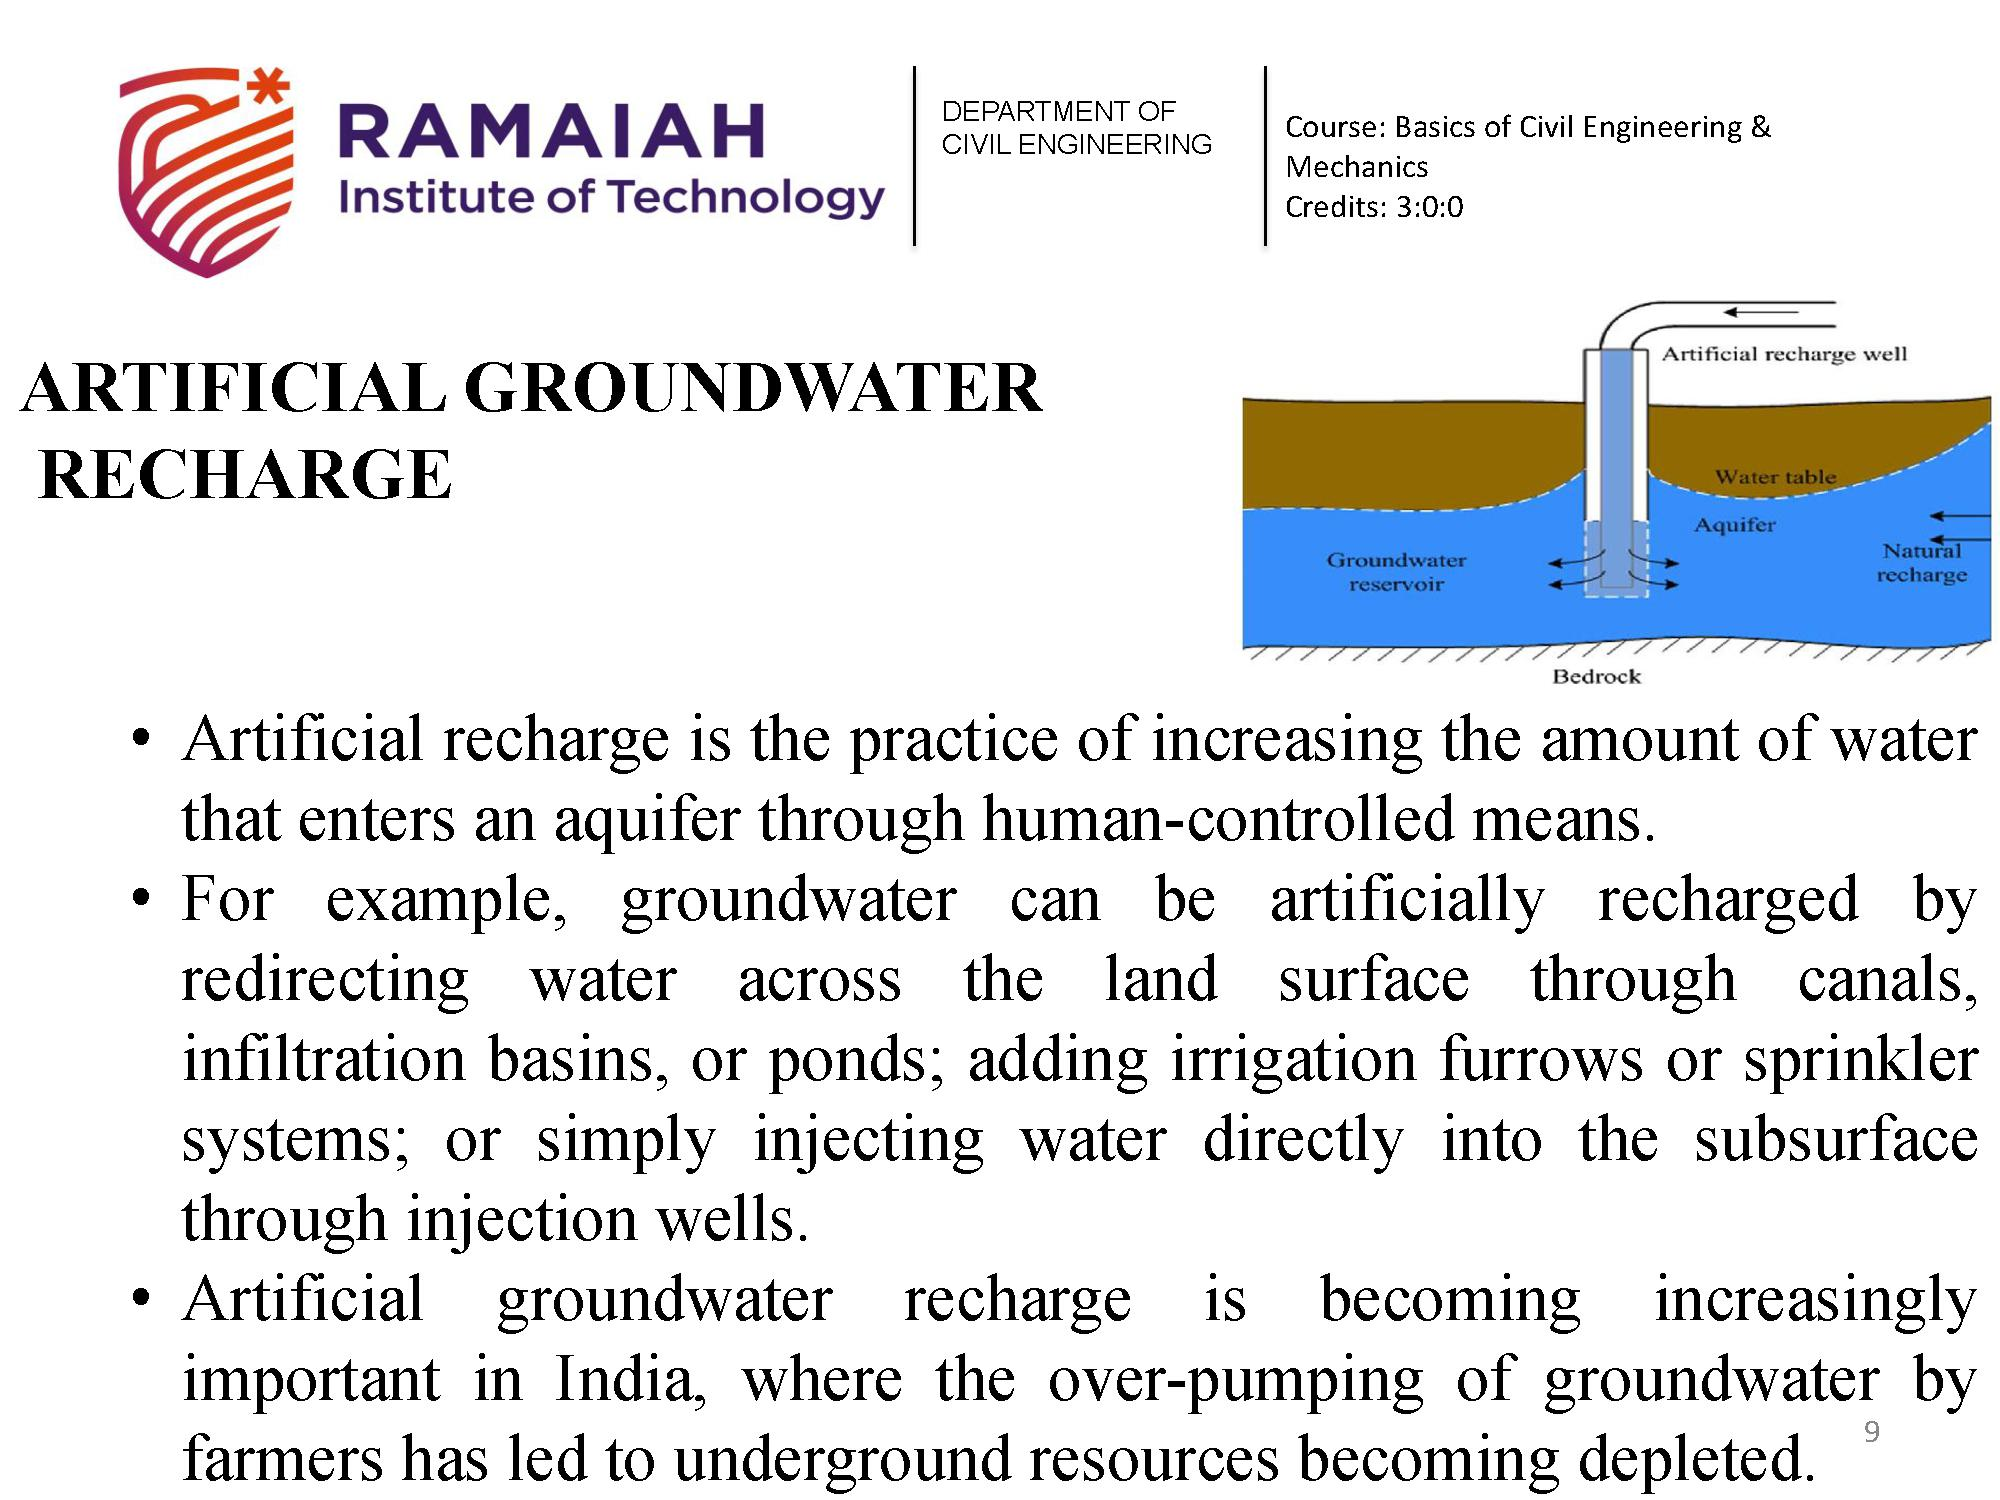 RAMAIAH
Institute of Technology
DEPARTMENT OF
CIVIL ENGINEERING
Course: Basics of Civil Engineering &
Mechanics
Credits: 3:0:0
ARTIFICIAL GROUNDWATER
RECHARGE
Artificial recharge well
Water table
Aquifer
Groundwater
reservoir
Natural
recharge
Bedrock
• Artificial recharge is the practice of increasing the amount of water
that enters an aquifer through human-controlled means.
• For example, groundwater can be artificially recharged by
redirecting water across the land surface through canals,
infiltration basins, or ponds; adding irrigation furrows or sprinkler
systems; or simply injecting water directly into the subsurface
through injection wells.
• Artificial groundwater recharge is becoming increasingly
important in India, where the over-pumping of groundwater by
farmers has led to underground resources becoming depleted.
9